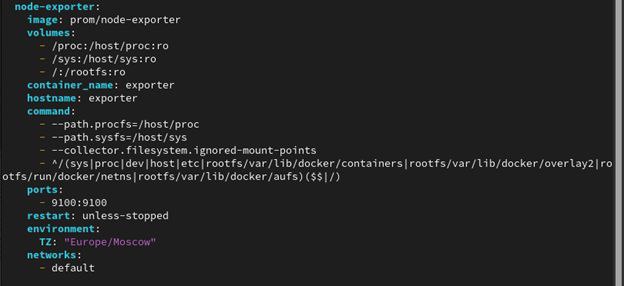 node-exporter:
  image: prom/node-exporter
  volumes:
    - /proc:/host/proc:ro
    - /sys:/host/sys:ro
    - /:/rootfs:ro
  container_name: exporter
  hostname: exporter
  command:
    - --path.procfs=/host/proc
    - --path.sysfs=/host/sys
    - --collector.filesystem.ignored-mount-points
    - ^/(sys|proc|dev|host|etc|rootfs/var/lib/docker/containers|rootfs/var/lib/docker/overlay2|ro
otfs/run/docker/netns|rootfs/var/lib/docker/aufs)($$|/)
  ports:
    - 9100:9100
  restart: unless-stopped
  environment:
    TZ: "Europe/Moscow"
  networks:
    - default